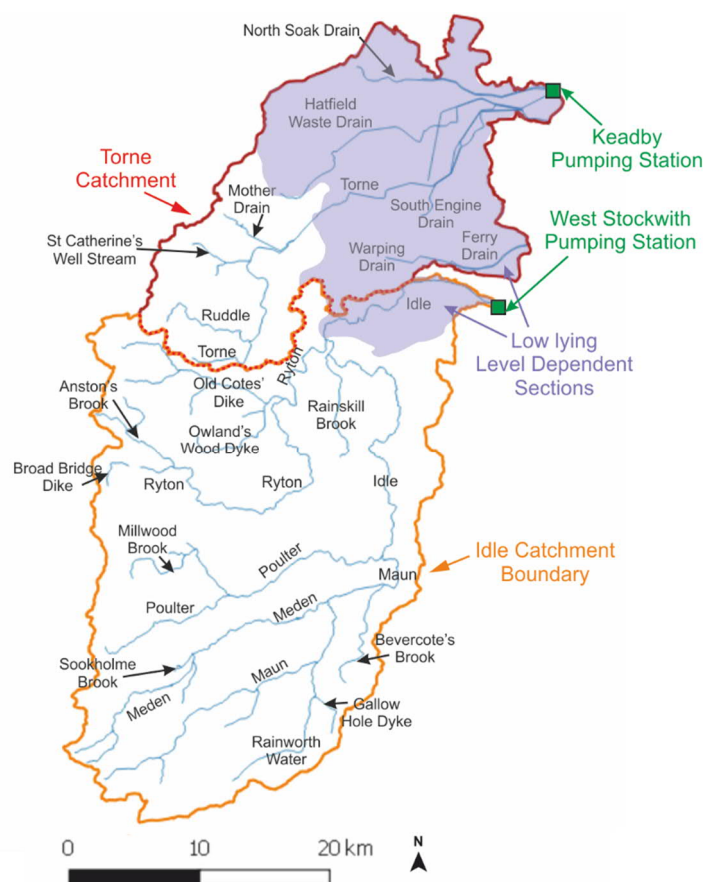 North Soak Drain
Hatfield
Waste Drain
Keadby
Pumping Station
Torne
Catchment
Mother
Drain
Torne
South Engine
Drain
West Stockwith
Pumping Station
St Catherine's
Well Stream
Warping
Drain
Ferry
Drain
Idle
Ruddle
Low lying
Level Dependent
Sections
Torne
Ryton
Anston's
Brook
Old Cotes'
Dike
Rainskill
Brook
Owland's
Wood Dyke
Broad Bridge
Dike
Ryton
Ryton
Idle
Millwood
Brook
Poulter
Idle Catchment
Boundary
Maun
Poulter
Meden
Bevercote's
Brook
Sookholme
Brook
Maun
Meden
Gallow
Hole Dyke
Rainworth
Water
0 10 20 km
N